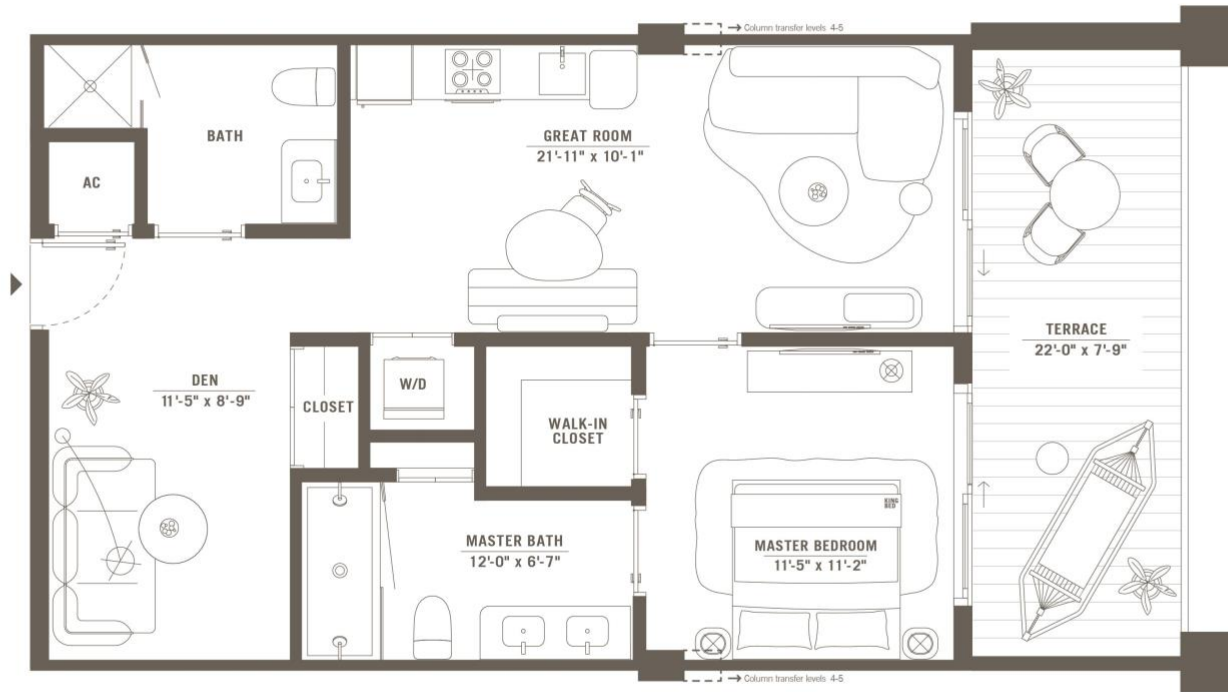 Column transfer levels 4-5
BATH
AC
GREAT ROOM
21'-11" x 10'-1"
TERRACE
22'-0" x 7'-9"
DEN
11'-5" x 8'-9"
CLOSET
W/D
WALK-IN
CLOSET
KING
BED
MASTER BATH
12'-0" x 6'-7"
MASTER BEDROOM
11'-5" x 11'-2"
Column transfer levels 4-5